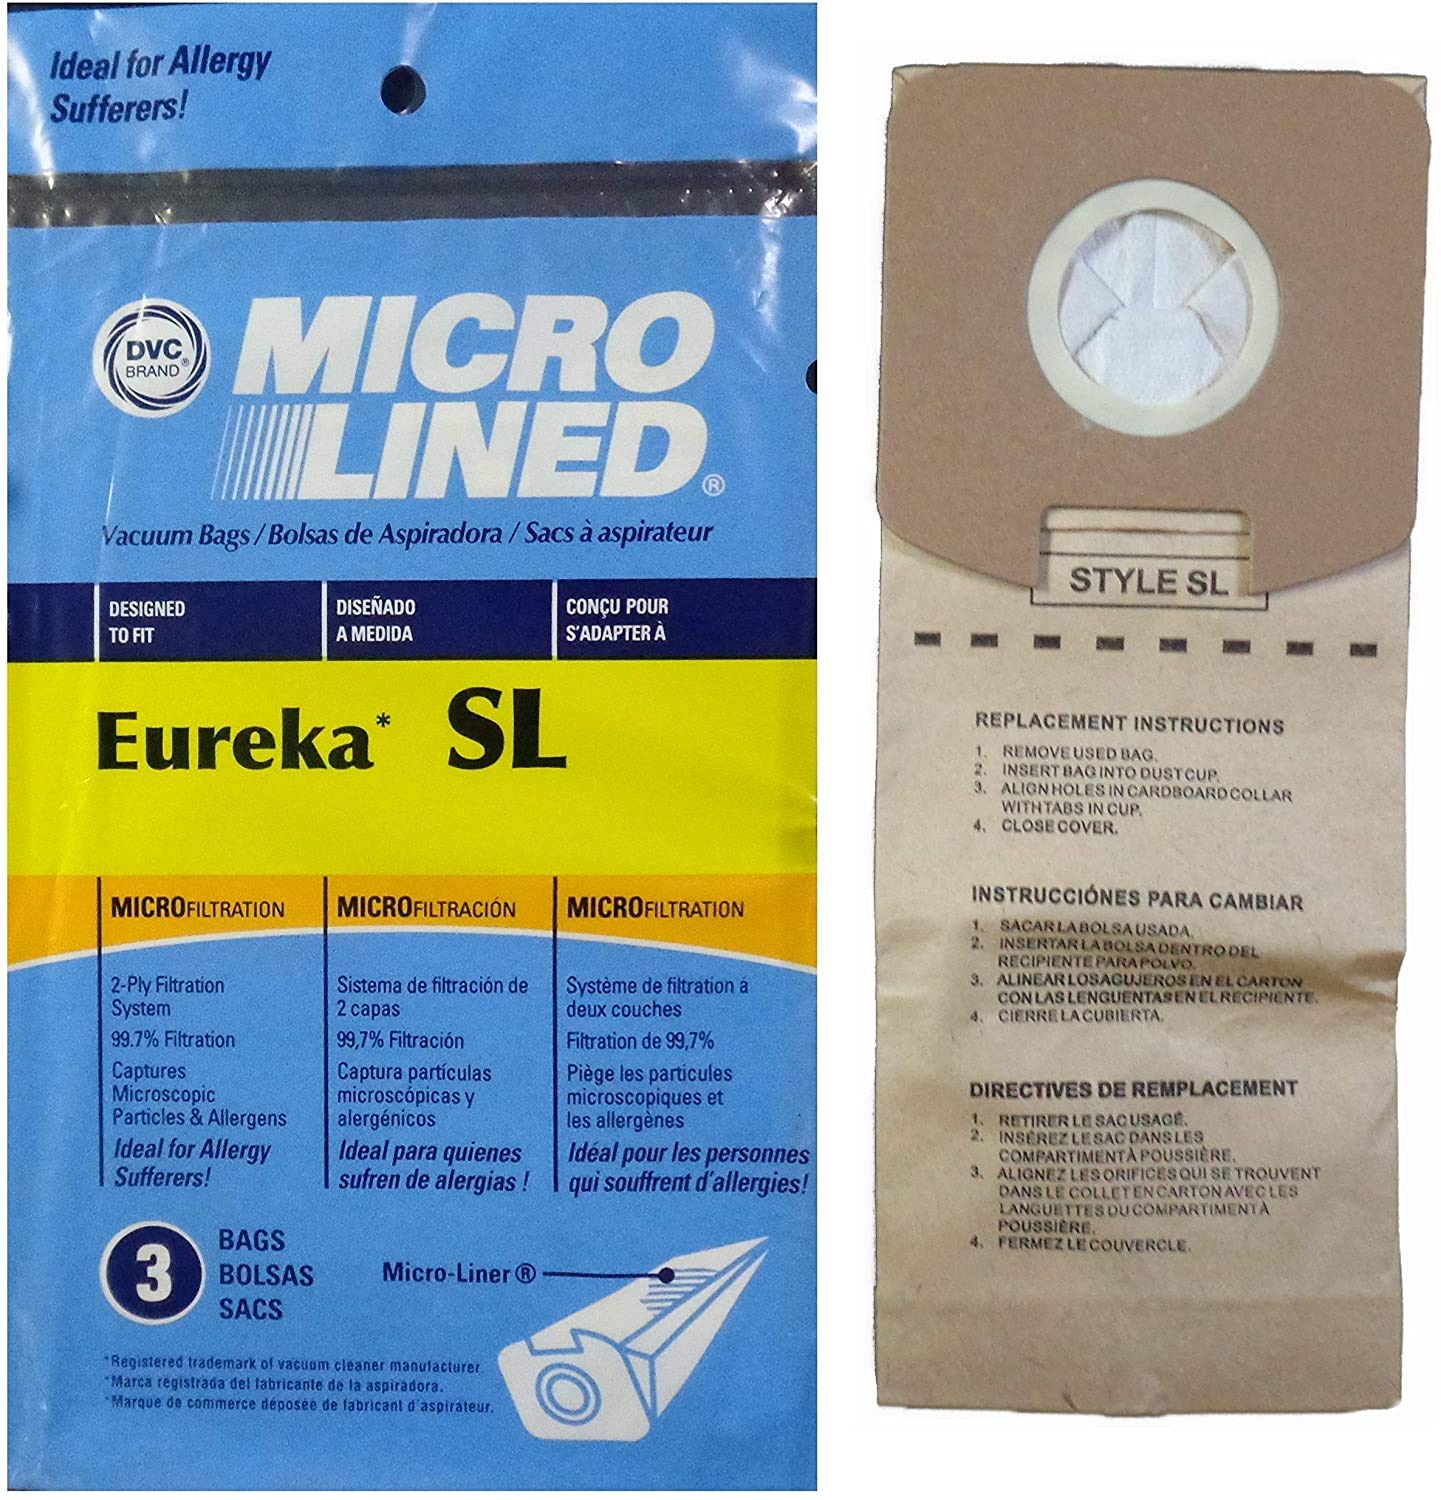 Ideal for Allergy
Sufferers!
DVC
BRAND®
MICRO
LINED®
Vacuum Bags / Bolsas de Aspiradora / Sacs à aspirateur
DESIGNED
TO FIT
DISEÑADO
A MEDIDA
CONÇU POUR
S'ADAPTER À
Eureka* SL
MICROFILTRATION
2-Ply Filtration
System
99.7% Filtration
Captures
Microscopic
Particles & Allergens
Ideal for Allergy
Sufferers!
MICROFILTRACIÓN
Sistema de filtración de
2 capas
99,7% Filtración
Captura partículas
microscópicas y
alergénicos
Ideal para quienes
sufren de alergias !
MICROFILTRATION
Système de filtration á
deux couches
Filtration de 99,7%
Piège les particules
microscopiques et
les allergènes
Idéal pour les personnes
qui souffrent d'allergies!
3
BAGS
BOLSAS
SACS
Micro-Liner®
*Registered trademark of vacuum cleaner manufacturer.
*Marca registrada del fabricante de la aspiradora.
*Marque de commerce déposée de fabricant d'aspirateur.
STYLE SL
REPLACEMENT INSTRUCTIONS
1. REMOVE USED BAG.
2. INSERT BAG INTO DUST CUP.
3. ALIGN HOLES IN CARDBOARD COLLAR
WITH TABS IN CUP.
4. CLOSE COVER.
INSTRUCCIÓNES PARA CAMBIAR
1. SACAR LA BOLSA USADA.
2. INSERTAR LA BOLSA DENTRO DEL
RECIPIENTE PARA POLVO.
3. ALINEAR LOS AGUJEROS EN EL CARTON
CON LAS LENGUENTAS EN EL RECIPIENTE.
4. CIERRE LA CUBIERTA.
DIRECTIVES DE REMPLACEMENT
1. RETIRER LE SAC USAGÉ.
2. INSÉREZ LE SAC DANS LES
COMPARTIMENT À POUSSIÈRE.
3. ALIGNEZ LES ORIFICES QUI SE TROUVENT
DANS LE COLLET EN CARTON AVEC LES
LANGUETTES DU COMPARTIMENT À
POUSSIÈRE.
4. FERMEZ LE COUVERCLE.